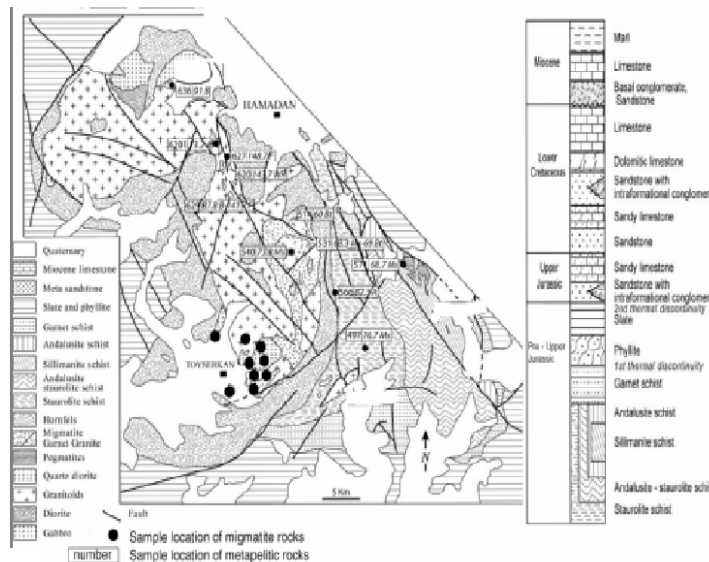 HAMADAN
TOYSERKAN
N
5 Km
Quaternary
Miocene limestone
Meta sandstone
Slate and phyllite
Garnet schist
Andalusite schist
Sillimanite schist
Andalusite
staurolite schist
Staurolite schist
Hornfels
Migmatite
Garnet Granite
Pegmatites
Quartz diorite
Granitoids
Diorite
Gabbro
Fault
Sample location of migmatite rocks
number
Sample location of metapelitic rocks
Miocene
Lower
Cretaceous
Upper
Jurassic
Pre - Upper
Jurassic
Marl
Limestone
Basal conglomerate,
Sandstone
Limestone
Dolomitic limestone
Sandstone with
intraformational conglomer
Sandy limestone
Sandstone
Sandy limestone
Sandstone with
intraformational conglomer
2nd thermal discontinuity
Slate
Phyllite
1st thermal discontinuity
Garnet schist
Andalusite schist
Sillimanite schist
Andalusite - staurolite schi
Staurolite schist